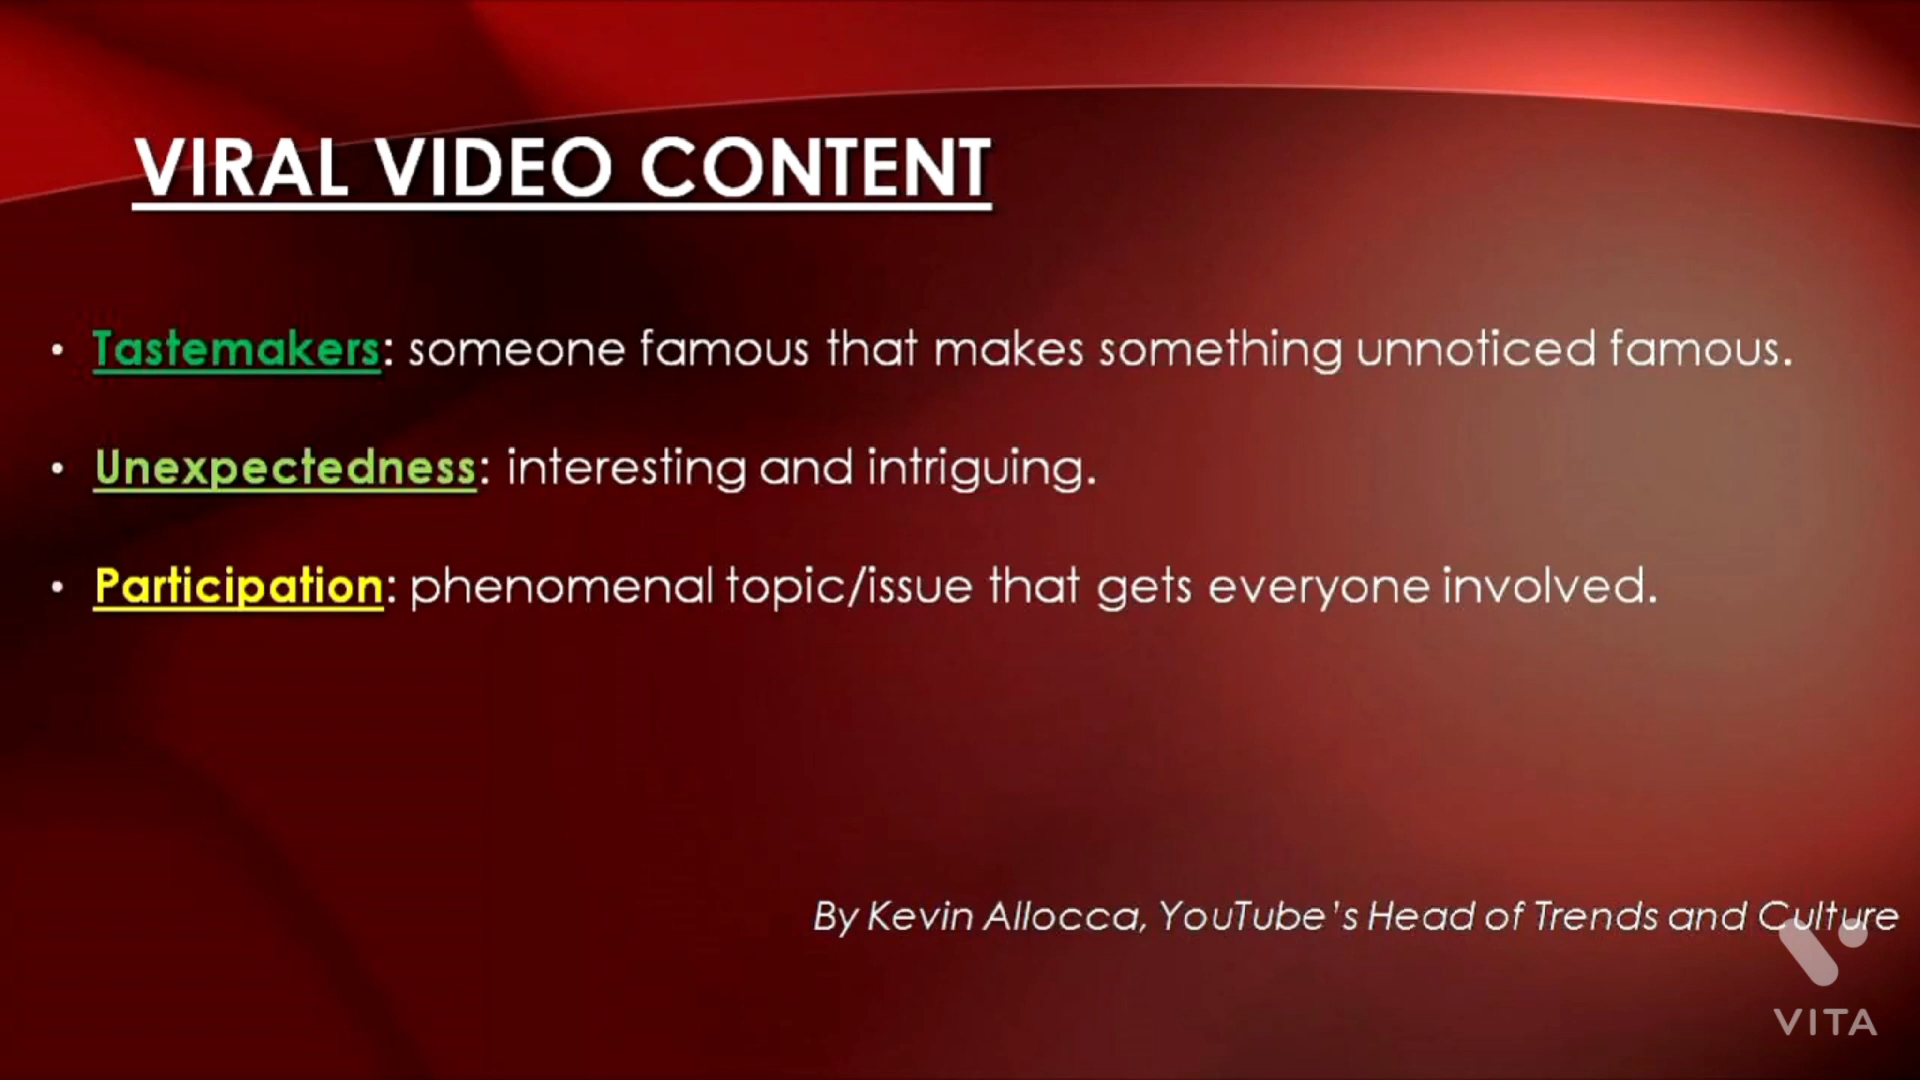 VIRAL VIDEO CONTENT
• Tastemakers: someone famous that makes something unnoticed famous.
• Unexpectedness: interesting and intriguing.
• Participation: phenomenal topic/issue that gets everyone involved.
By Kevin Allocca, YouTube's Head of Trends and Culture
VITA